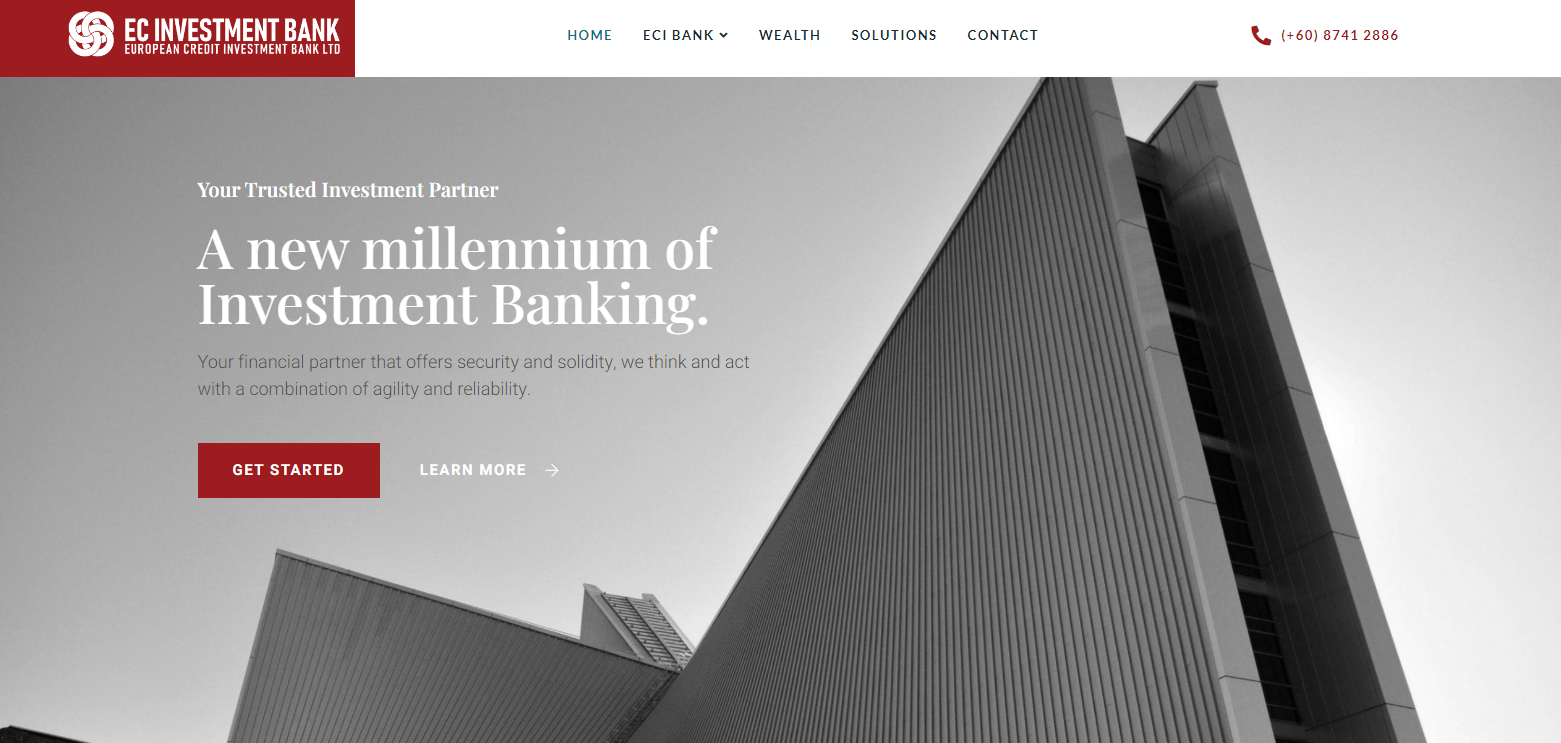 EC INVESTMENT BANK
EUROPEAN CREDIT INVESTMENT BANK LTD
HOME
ECI BANK
WEALTH
SOLUTIONS
CONTACT
(+60) 8741 2886
Your Trusted Investment Partner
A new millennium of
Investment Banking.
Your financial partner that offers security and solidity, we think and act
with a combination of agility and reliability.
GET STARTED
LEARN MORE →